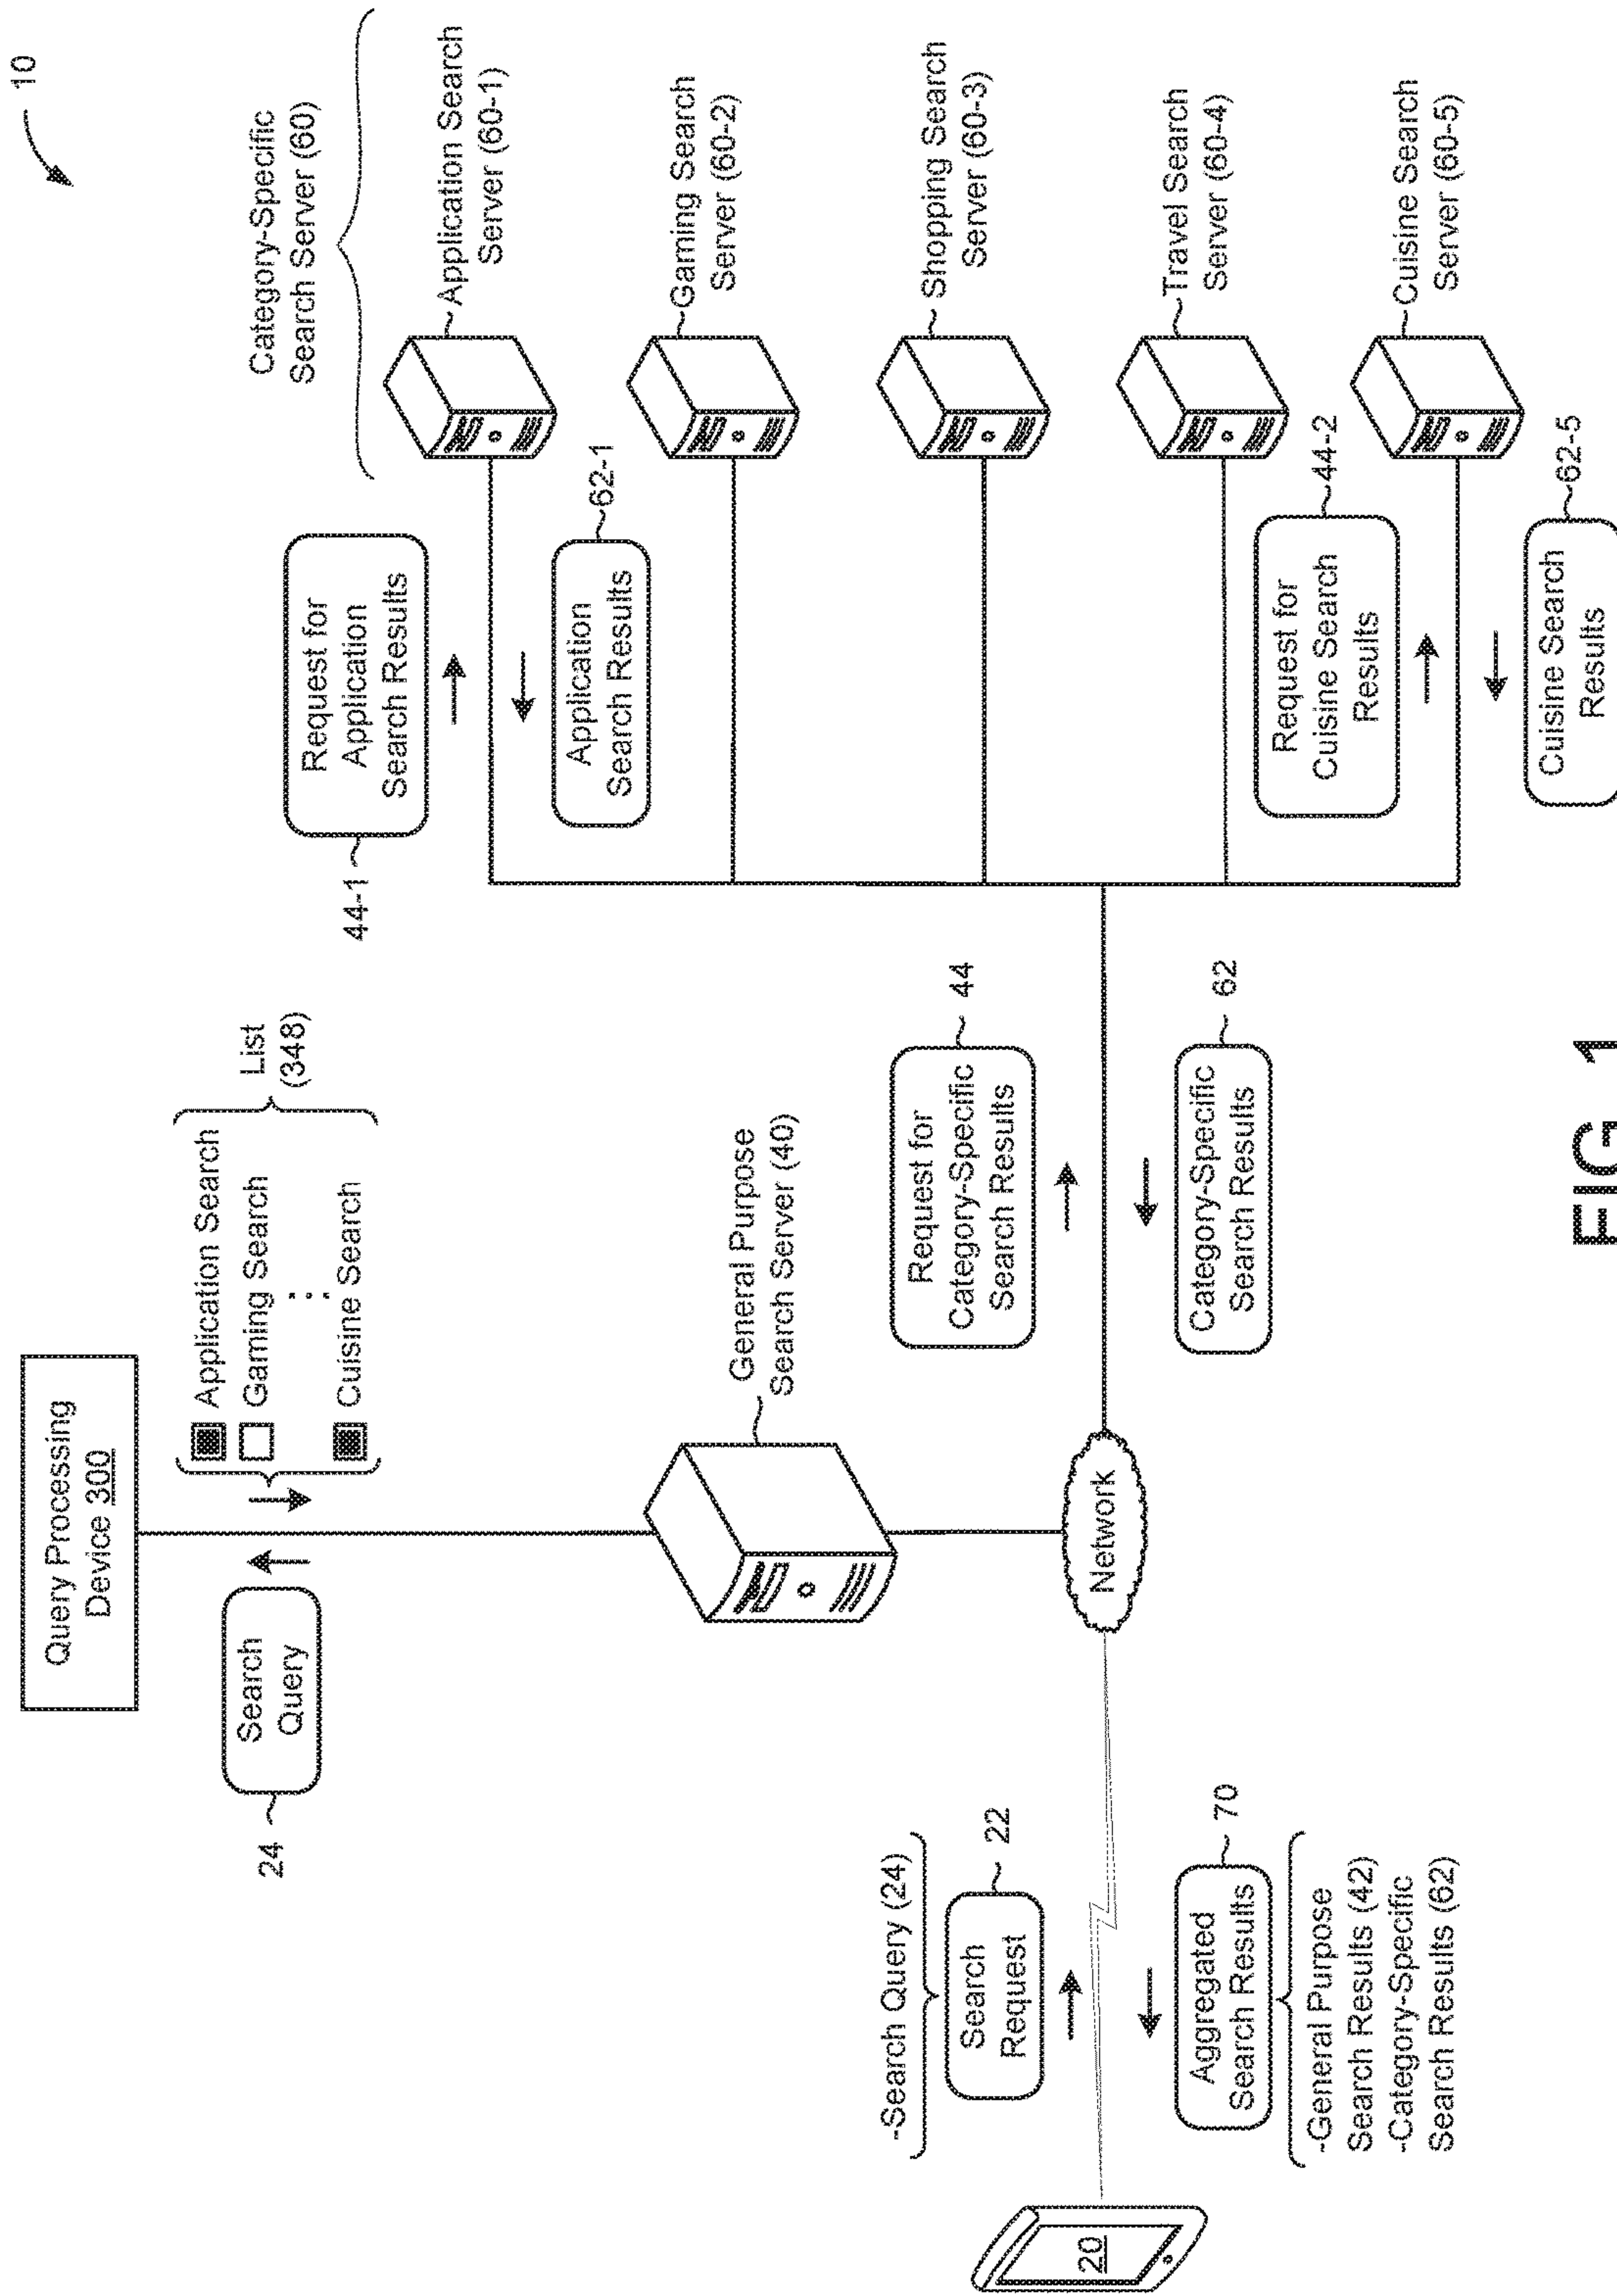 10
Query Processing
Device 300
24
Search
Query
Application Search
Gaming Search
Cuisine Search
List
(348)
General Purpose
Search Server (40)
Category-Specific
Search Server (60)
Application Search
Server (60-1)
Gaming Search
Server (60-2)
Shopping Search
Server (60-3)
Travel Search
Server (60-4)
Cuisine Search
Server (60-5)
44-1
Request for
Application
Search Results
Application
Search Results
62-1
Request for
Cuisine Search
Results
44-2
Cuisine Search
Results
62-5
Request for
Category-Specific
Search Results
44
Category-Specific
Search Results
62
Network
-Search Query (24)
Search
Request
22
Aggregated
Search Results
70
-General Purpose
Search Results (42)
-Category-Specific
Search Results (62)
20
FIG. 1